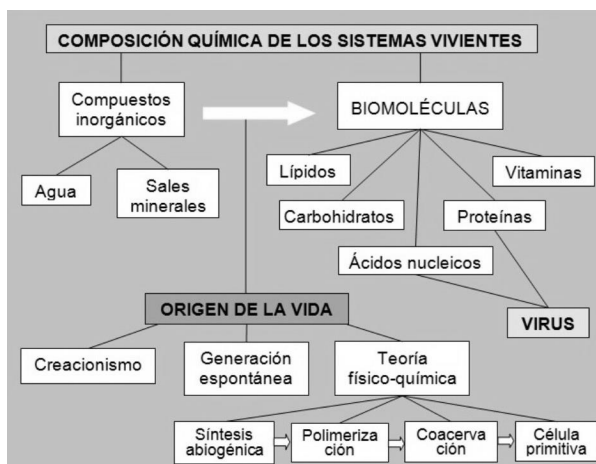 COMPOSICIÓN QUÍMICA DE LOS SISTEMAS VIVIENTES
Compuestos
inorgánicos
BIOMOLÉCULAS
Agua
Sales
minerales
Lípidos
Vitaminas
Carbohidratos
Proteínas
Ácidos nucleicos
ORIGEN DE LA VIDA
VIRUS
Creacionismo
Generación
espontánea
Teoría
físico-química
Síntesis
abiogénica
Polimeriza
ción
Coacerva
ción
Célula
primitiva